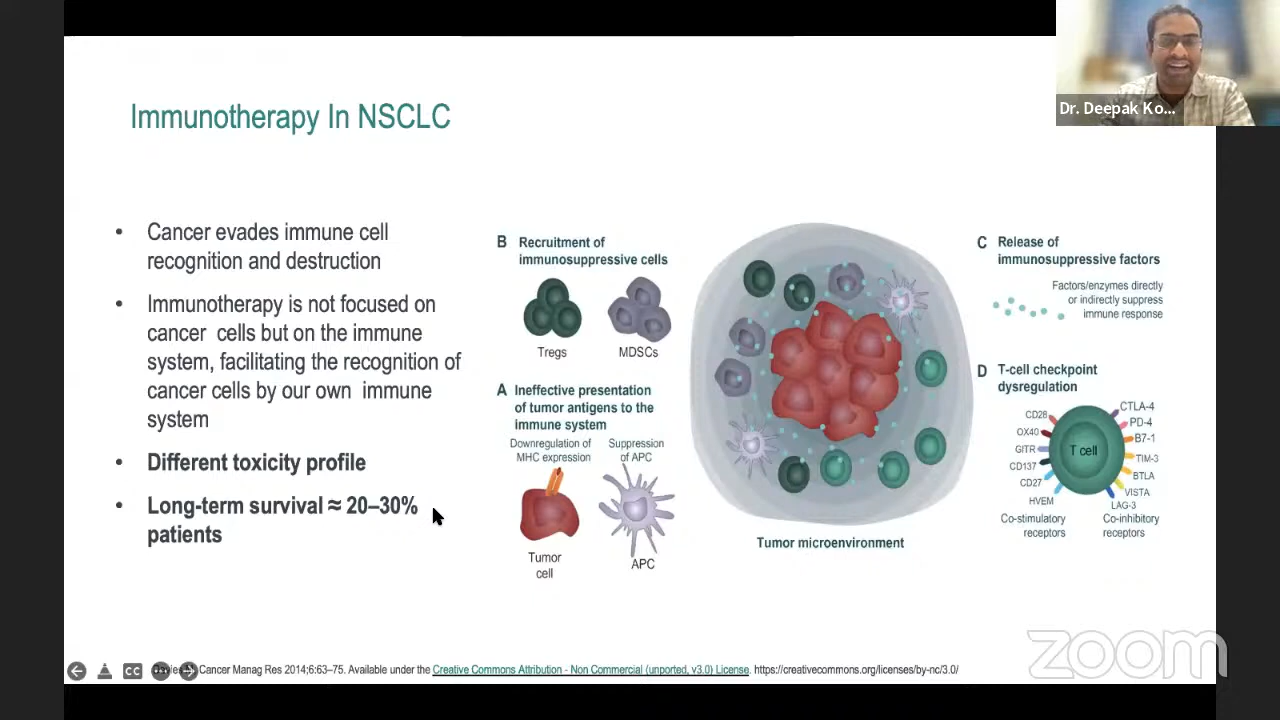 Dr. Deepak Ko...
Immunotherapy In NSCLC
• Cancer evades immune cell
recognition and destruction
• Immunotherapy is not focused on
cancer cells but on the immune
system, facilitating the recognition of
cancer cells by our own immune
system
• Different toxicity profile
• Long-term survival ≈ 20–30%
patients
B Recruitment of
immunosuppressive cells
Tregs
MDSCs
A Ineffective presentation
of tumor antigens to the
immune system
Downregulation of
MHC expression
Suppression
of APC
Tumor
cell
APC
Tumor microenvironment
C Release of
immunosuppressive factors
Factors/enzymes directly
or indirectly suppress
immune response
D T-cell checkpoint
dysregulation
CD28
OX40
GITR
CD137
CD27
HVEM
T cell
CTLA-4
PD-4
B7-1
TIM-3
BTLA
VISTA
LAG-3
Co-stimulatory
receptors
Co-inhibitory
receptors
CC
Cancer Manag Res 2014;6:63–75. Available under the Creative Commons Attribution - Non Commercial (unported, v3.0) License. https://creativecommons.org/licenses/by-nc/3.0/
zoom